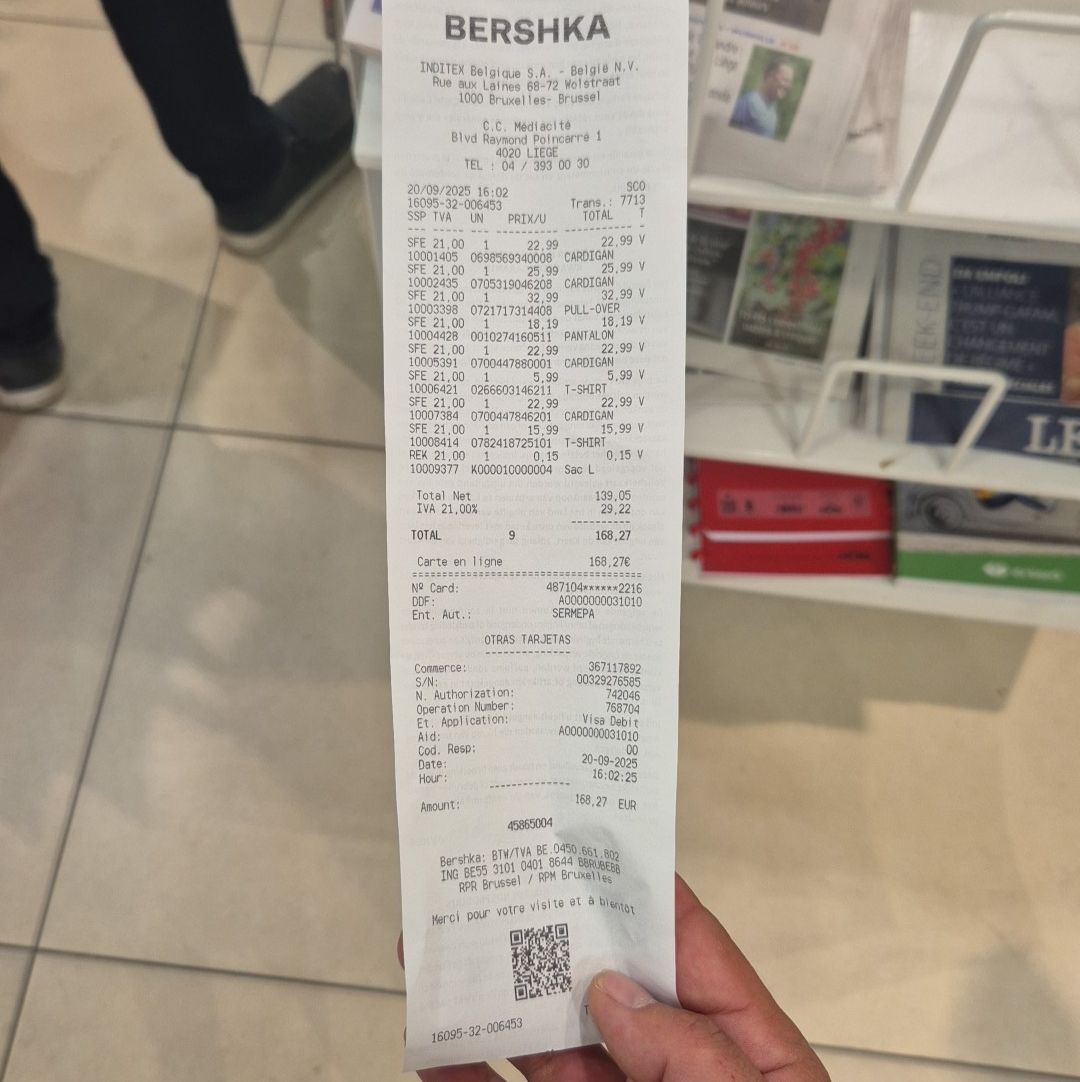 BERSHKA
INDITEX Belgique S.A. - België N.V.
Rue aux Laines 68-72 Wolstraat
1000 Bruxelles- Brussel
C.C. Médiacité
Blvd Raymond Poincarré 1
4020 LIEGE
TEL : 04 / 393 00 30
20/09/2025 16:02 SCO
16095-32-006453 Trans.: 7713
SSP TVA UN PRIX/U TOTAL T
SFE 21,00 1 22,99 22,99 V
10001405 0698569340008 CARDIGAN
SFE 21,00 1 25,99 25,99 V
10002435 0705319046208 CARDIGAN
SFE 21,00 1 32,99 32,99 V
10003398 0721717314408 PULL-OVER
SFE 21,00 1 18,19 18,19 V
10004428 0010274160511 PANTALON
SFE 21,00 1 22,99 22,99 V
10005391 0700447880001 CARDIGAN
SFE 21,00 1 5,99 5,99 V
10006421 0266603146211 T-SHIRT
SFE 21,00 1 22,99 22,99 V
10007384 0700447846201 CARDIGAN
SFE 21,00 1 15,99 15,99 V
10008414 0782418725101 T-SHIRT
REK 21,00 1 0,15 0,15 V
10009377 K000010000004 Sac L
Total Net 139,05
IVA 21,00% 29,22
TOTAL 9 168,27
Carte en ligne 168,27€
Nº Card: 487104******2216
DDF: A0000000031010
Ent. Aut.: SERMEPA
OTRAS TARJETAS
Commerce: 367117892
S/N: 00329276585
N. Authorization: 742046
Operation Number: 768704
Et. Application: Visa Debit
Aid: A0000000031010
Cod. Resp: 00
Date: 20-09-2025
Hour: 16:02:25
Amount: 168,27 EUR
45865004
Bershka: BTW/TVA BE.0450.661.802
ING BE55 3101 0401 8644 BBRUBEBB
RPR Brussel / RPM Bruxelles
Merci pour votre visite et à bientôt
16095-32-006453
LE